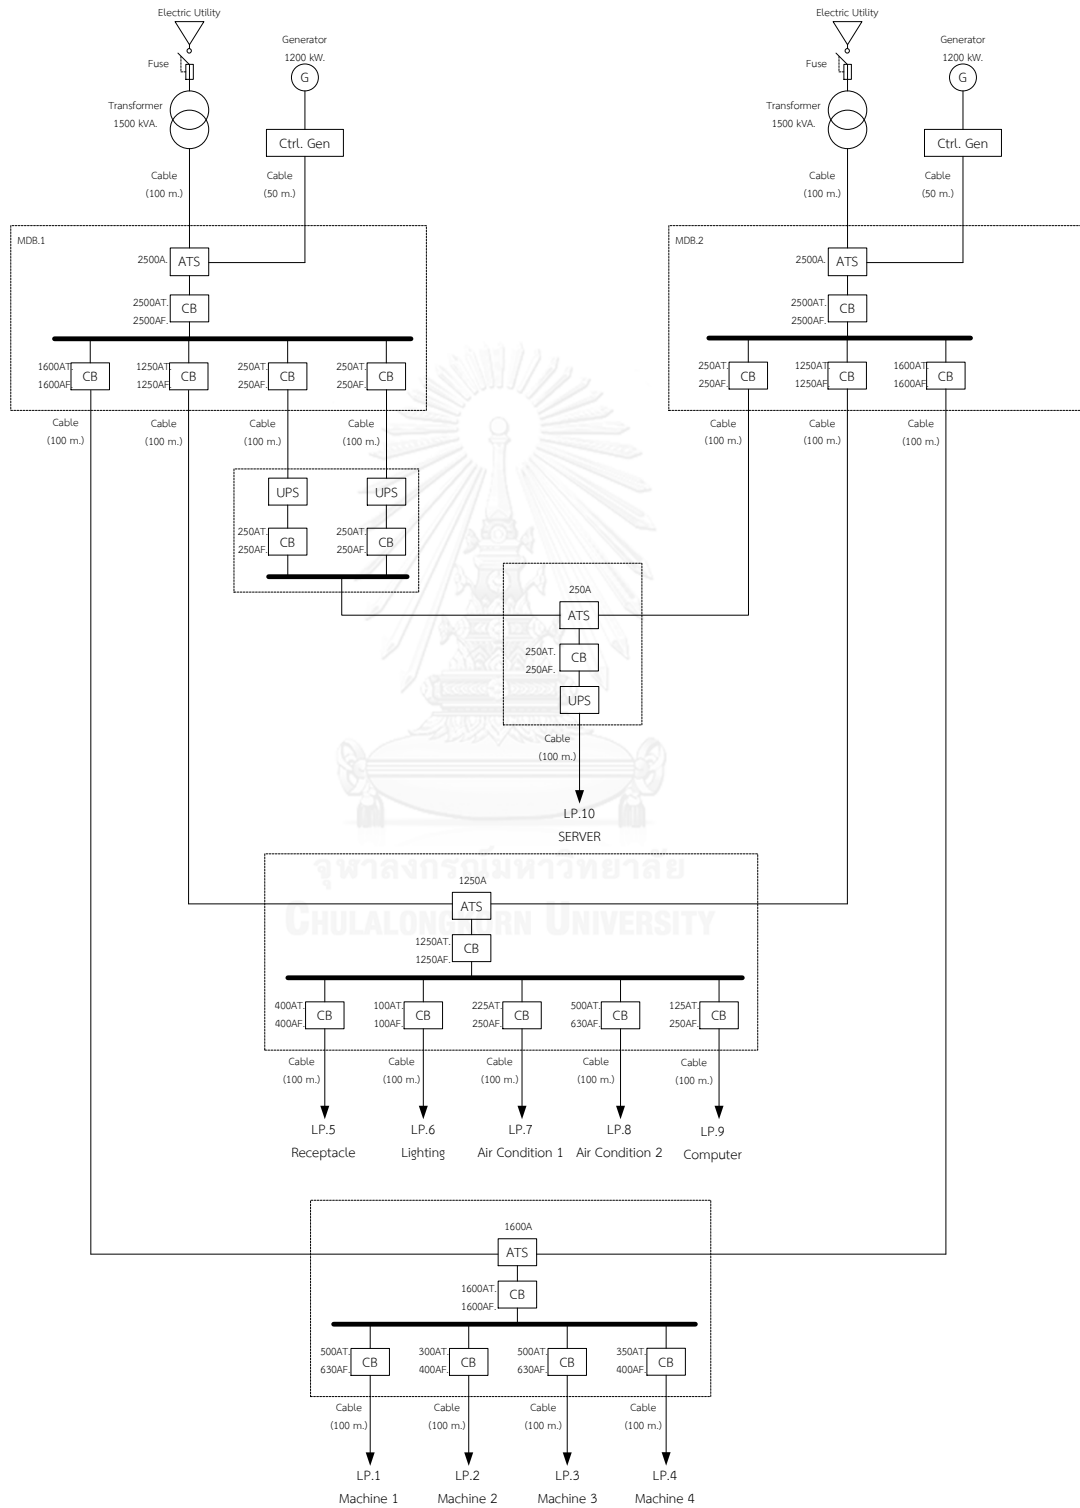 Electric Utility
Fuse
Generator
1200 kW.
G
Transformer
1500 kVA.
Ctrl. Gen
Cable
(100 m.)
Cable
(50 m.)
Electric Utility
Fuse
Generator
1200 kW.
G
Transformer
1500 kVA.
Ctrl. Gen
Cable
(100 m.)
Cable
(50 m.)
MDB.1
2500A.
ATS
2500AT.
2500AF.
CB
1600AT.
1600AF.
CB
1250AT.
1250AF.
CB
250AT.
250AF.
CB
250AT.
250AF.
CB
MDB.2
2500A.
ATS
2500AT.
2500AF.
CB
250AT.
250AF.
CB
1250AT.
1250AF.
CB
1600AT.
1600AF.
CB
Cable
(100 m.)
Cable
(100 m.)
Cable
(100 m.)
Cable
(100 m.)
Cable
(100 m.)
Cable
(100 m.)
Cable
(100 m.)
UPS
UPS
250AT.
250AF.
CB
250AT.
250AF.
CB
250A
ATS
250AT.
250AF.
CB
UPS
Cable
(100 m.)
LP.10
SERVER
จุฬาลงกรณ์มหาวิทยาลัย
CHULALONGKORN UNIVERSITY
1250A
ATS
1250AT.
1250AF.
CB
400AT.
400AF.
CB
100AT.
100AF.
CB
225AT.
250AF.
CB
500AT.
630AF.
CB
125AT.
250AF.
CB
Cable
(100 m.)
Cable
(100 m.)
Cable
(100 m.)
Cable
(100 m.)
Cable
(100 m.)
LP.5
Receptacle
LP.6
Lighting
LP.7
Air Condition 1
LP.8
Air Condition 2
LP.9
Computer
1600A
ATS
1600AT.
1600AF.
CB
500AT.
630AF.
CB
300AT.
400AF.
CB
500AT.
630AF.
CB
350AT.
400AF.
CB
Cable
(100 m.)
Cable
(100 m.)
Cable
(100 m.)
Cable
(100 m.)
LP.1
Machine 1
LP.2
Machine 2
LP.3
Machine 3
LP.4
Machine 4